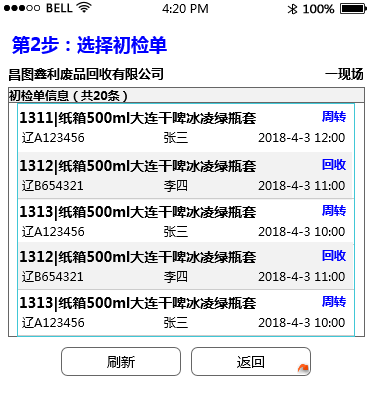 BELL 4:20 PM 100%
第2步：选择初检单
昌图鑫利废品回收有限公司 一现场
初检单信息（共20条）
1311|纸箱500ml大连干啤冰凌绿瓶套 周转
辽A123456 张三 2018-4-3 12:00
1312|纸箱500ml大连干啤冰凌绿瓶套 回收
辽B654321 李四 2018-4-3 11:00
1313|纸箱500ml大连干啤冰凌绿瓶套 周转
辽A123456 张三 2018-4-3 10:00
1312|纸箱500ml大连干啤冰凌绿瓶套 回收
辽B654321 李四 2018-4-3 11:00
1313|纸箱500ml大连干啤冰凌绿瓶套 周转
辽A123456 张三 2018-4-3 10:00
刷新 返回